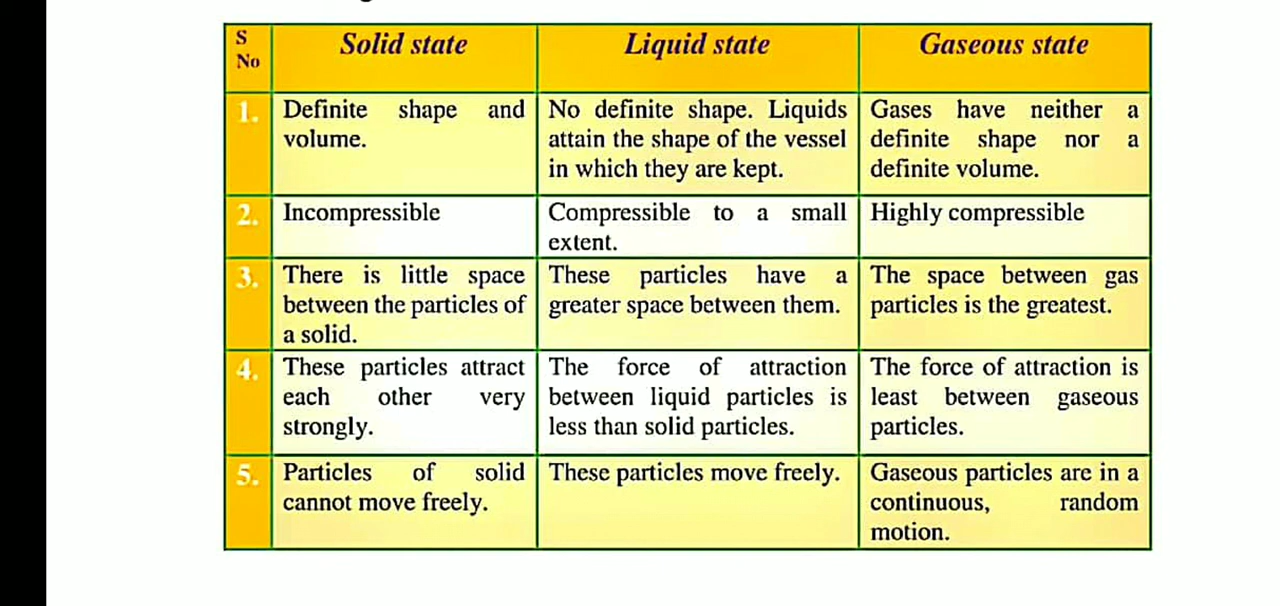 S No Solid state Liquid state Gaseous state
1. Definite shape and volume.
No definite shape. Liquids
attain the shape of the vessel
in which they are kept.
Gases have neither a
definite shape nor a
definite volume.
2. Incompressible
Compressible to a small
extent.
Highly compressible
3. There is little space
between the particles of
a solid.
These particles have a
greater space between them.
The space between gas
particles is the greatest.
4. These particles attract
each other very
strongly.
The force of attraction
between liquid particles is
less than solid particles.
The force of attraction is
least between gaseous
particles.
5. Particles of solid
cannot move freely.
These particles move freely.
Gaseous particles are in a
continuous, random
motion.